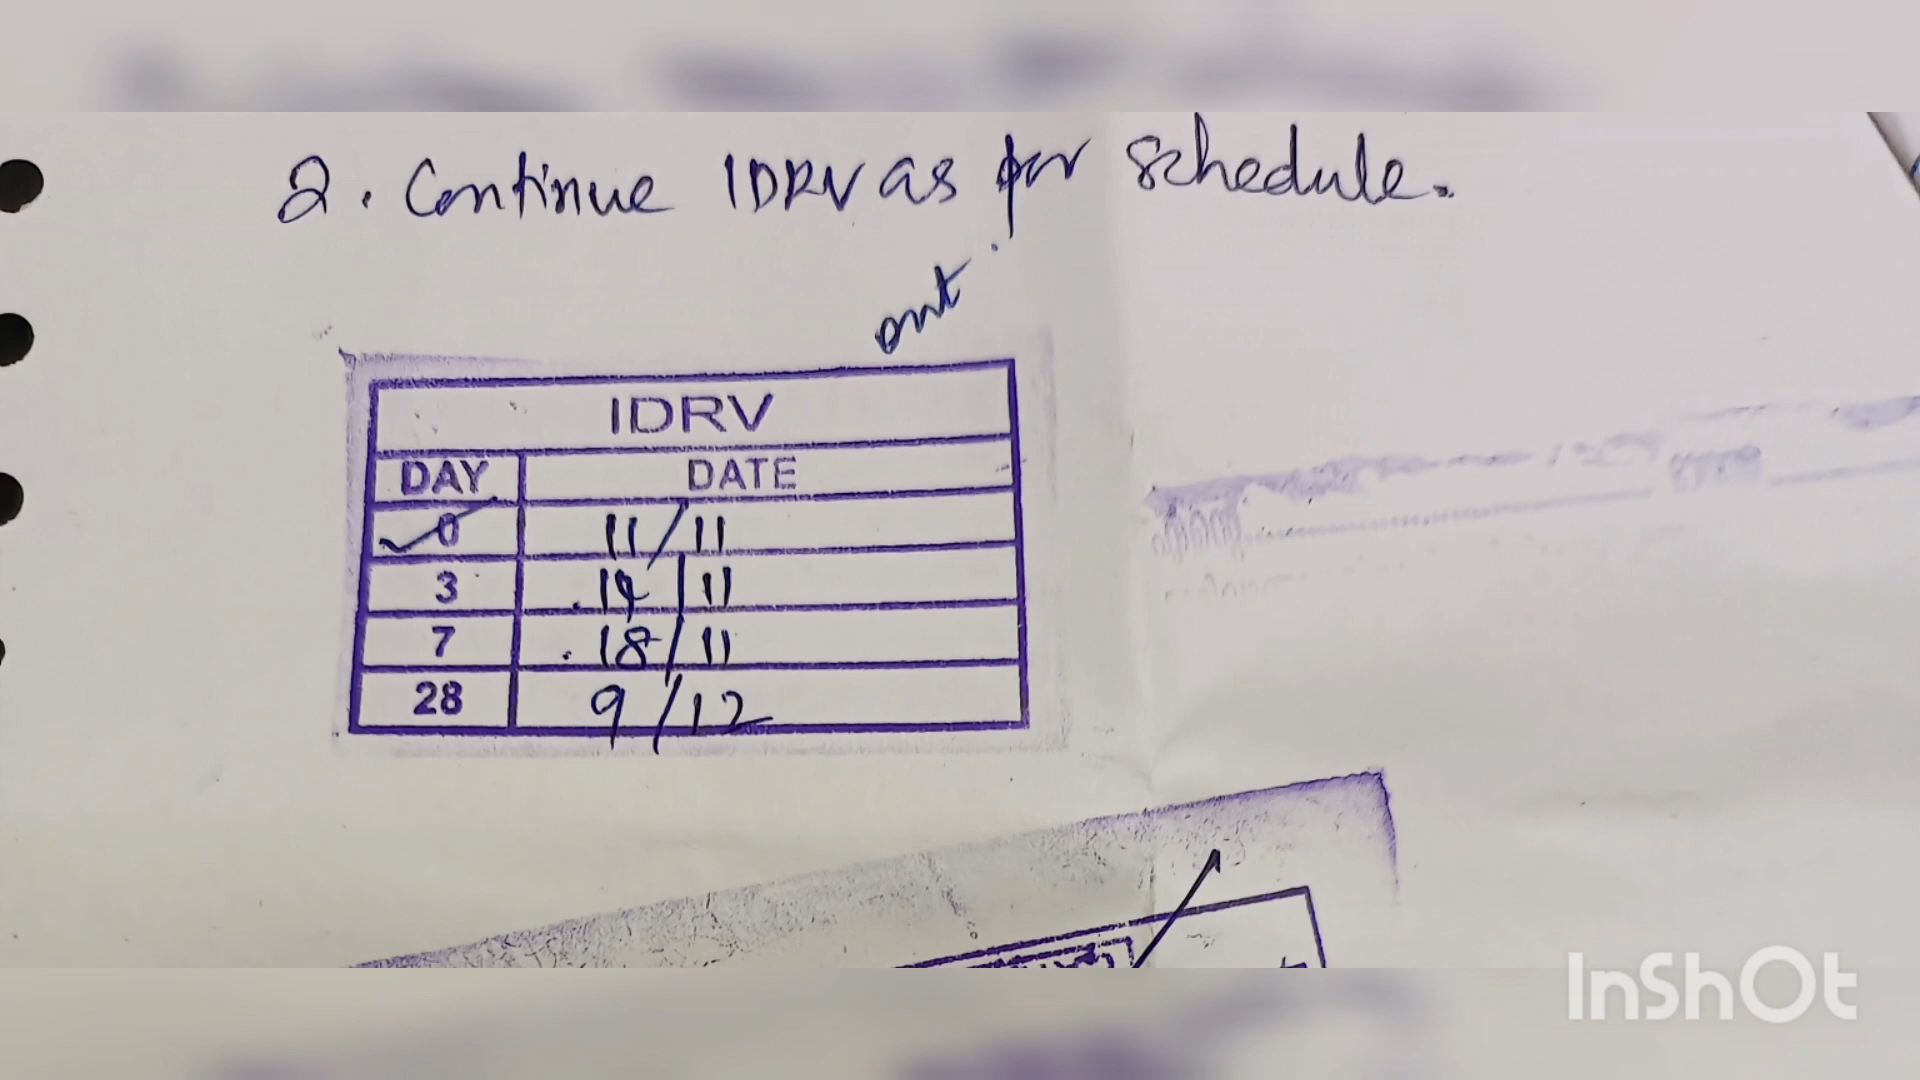 2. Continue IDRV as per schedule.
IDRV
DAY DATE
0 11/11
3 14/11
7 18/11
28 9/12
InShOt